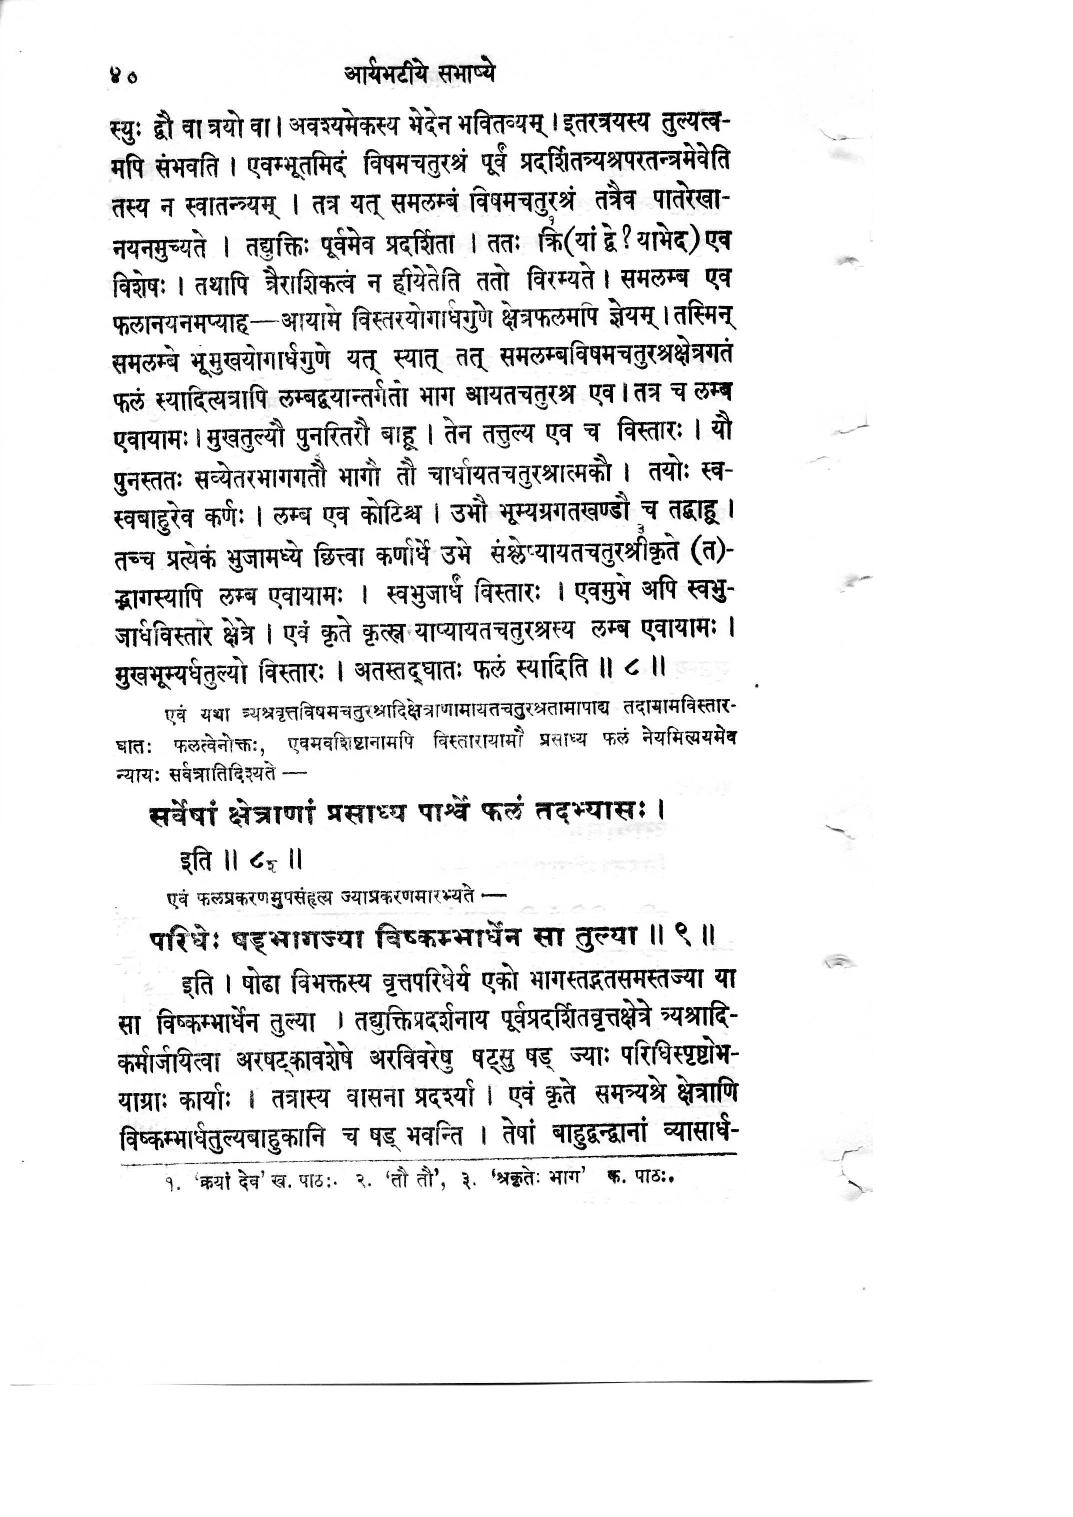 ४० आर्यभटीये सभाष्ये
स्युः द्वौ वा त्रयो वा। अवश्यमेकस्य भेदेन भवितव्यम्। इतरत्रयस्य तुल्यत्व-
मपि संभवति । एवम्भूतमिदं विषमचतुरश्रं पूर्वं प्रदर्शितत्र्यश्रपरतन्त्रमेवेति
तस्य न स्वातन्त्र्यम् । तत्र यत् समलम्बं विषमचतुरश्रं तत्रैव पातरेखा-
नयनमुच्यते । तद्युक्तिः पूर्वमेव प्रदर्शिता । ततः क्रि(यां द्वे? याभेद) एव
विशेषः । तथापि त्रैराशिकत्वं न हीयेतेति ततो विरम्यते । समलम्ब एव
फलानयनमप्याह—आयामे विस्तरयोगार्धगुणे क्षेत्रफलमपि ज्ञेयम् । तस्मिन्
समलम्बे भूमुखयोगार्धगुणे यत् स्यात् तत् समलम्बविषमचतुरश्रक्षेत्रगतं
फलं स्यादित्यत्रापि लम्बद्वयान्तर्गतो भाग आयतचतुरश्र एव । तत्र च लम्ब
एवायामः। मुखतुल्यौ पुनरितरौ बाहू । तेन तत्तुल्य एव च विस्तारः । यौ
पुनस्ततः सव्येतरभागगतौ भागौ तौ चार्धायतचतुरश्रात्मकौ । तयोः स्व-
स्वबाहुरेव कर्णः । लम्ब एव कोटिश्च । उभौ भूम्यग्रगतखण्डौ च तद्बाहू ।
तच्च प्रत्येकं भुजामध्ये छित्त्वा कर्णार्धे उभे संश्लेष्यायतचतुरश्रीकृते ३ (त)-
द्भागस्यापि लम्ब एवायामः । स्वभुजार्धं विस्तारः । एवमुभे अपि स्वभु-
जार्धविस्तारे क्षेत्रे । एवं कृते कृत्स्न याप्यायतचतुरश्रस्य लम्ब एवायामः ।
मुखभूम्यर्धतुल्यो विस्तारः । अतस्तद्घातः फलं स्यादिति ॥ ८ ॥
एवं यथा त्र्यश्रवृत्तविषमचतुरश्रादिक्षेत्राणामायतचतुरश्रतामापाद्य तदायामविस्तार-
घातः फलत्वेनोक्तः, एवमवशिष्टानामपि विस्तारायामौ प्रसाध्य फलं नेयमित्ययमेव
न्यायः सर्वत्रातिदिश्यते —
सर्वेषां क्षेत्राणां प्रसाध्य पार्श्वे फलं तदभ्यासः ।
इति ॥ ८½ ॥
एवं फलप्रकरणमुपसंहृत्य ज्याप्रकरणमारभ्यते —
परिधेः षड्भागज्या विष्कम्भार्धेन सा तुल्या ॥ ९ ॥
इति । षोढा विभक्तस्य वृत्तपरिधेर्य एको भागस्तद्गतसमस्तज्या या
सा विष्कम्भार्धेन तुल्या । तद्युक्तिप्रदर्शनाय पूर्वप्रदर्शितवृत्तक्षेत्रे त्र्यश्रादि-
कर्मार्जायित्वा अरषट्कावशेषे अरविवरेषु षट्सु षड् ज्याः परिधिस्पृष्टोभ-
याग्राः कार्याः । तत्रास्य वासना प्रदर्श्या । एवं कृते समत्र्यश्रे क्षेत्राणि
विष्कम्भार्धतुल्यबाहुकानि च षड् भवन्ति । तेषां बाहुद्वन्द्वानां व्यासार्ध-
१. 'क्रयां देव' ख. पाठः. २. 'तौ तौ', ३. 'श्रकृतेः भाग' क. पाठः.